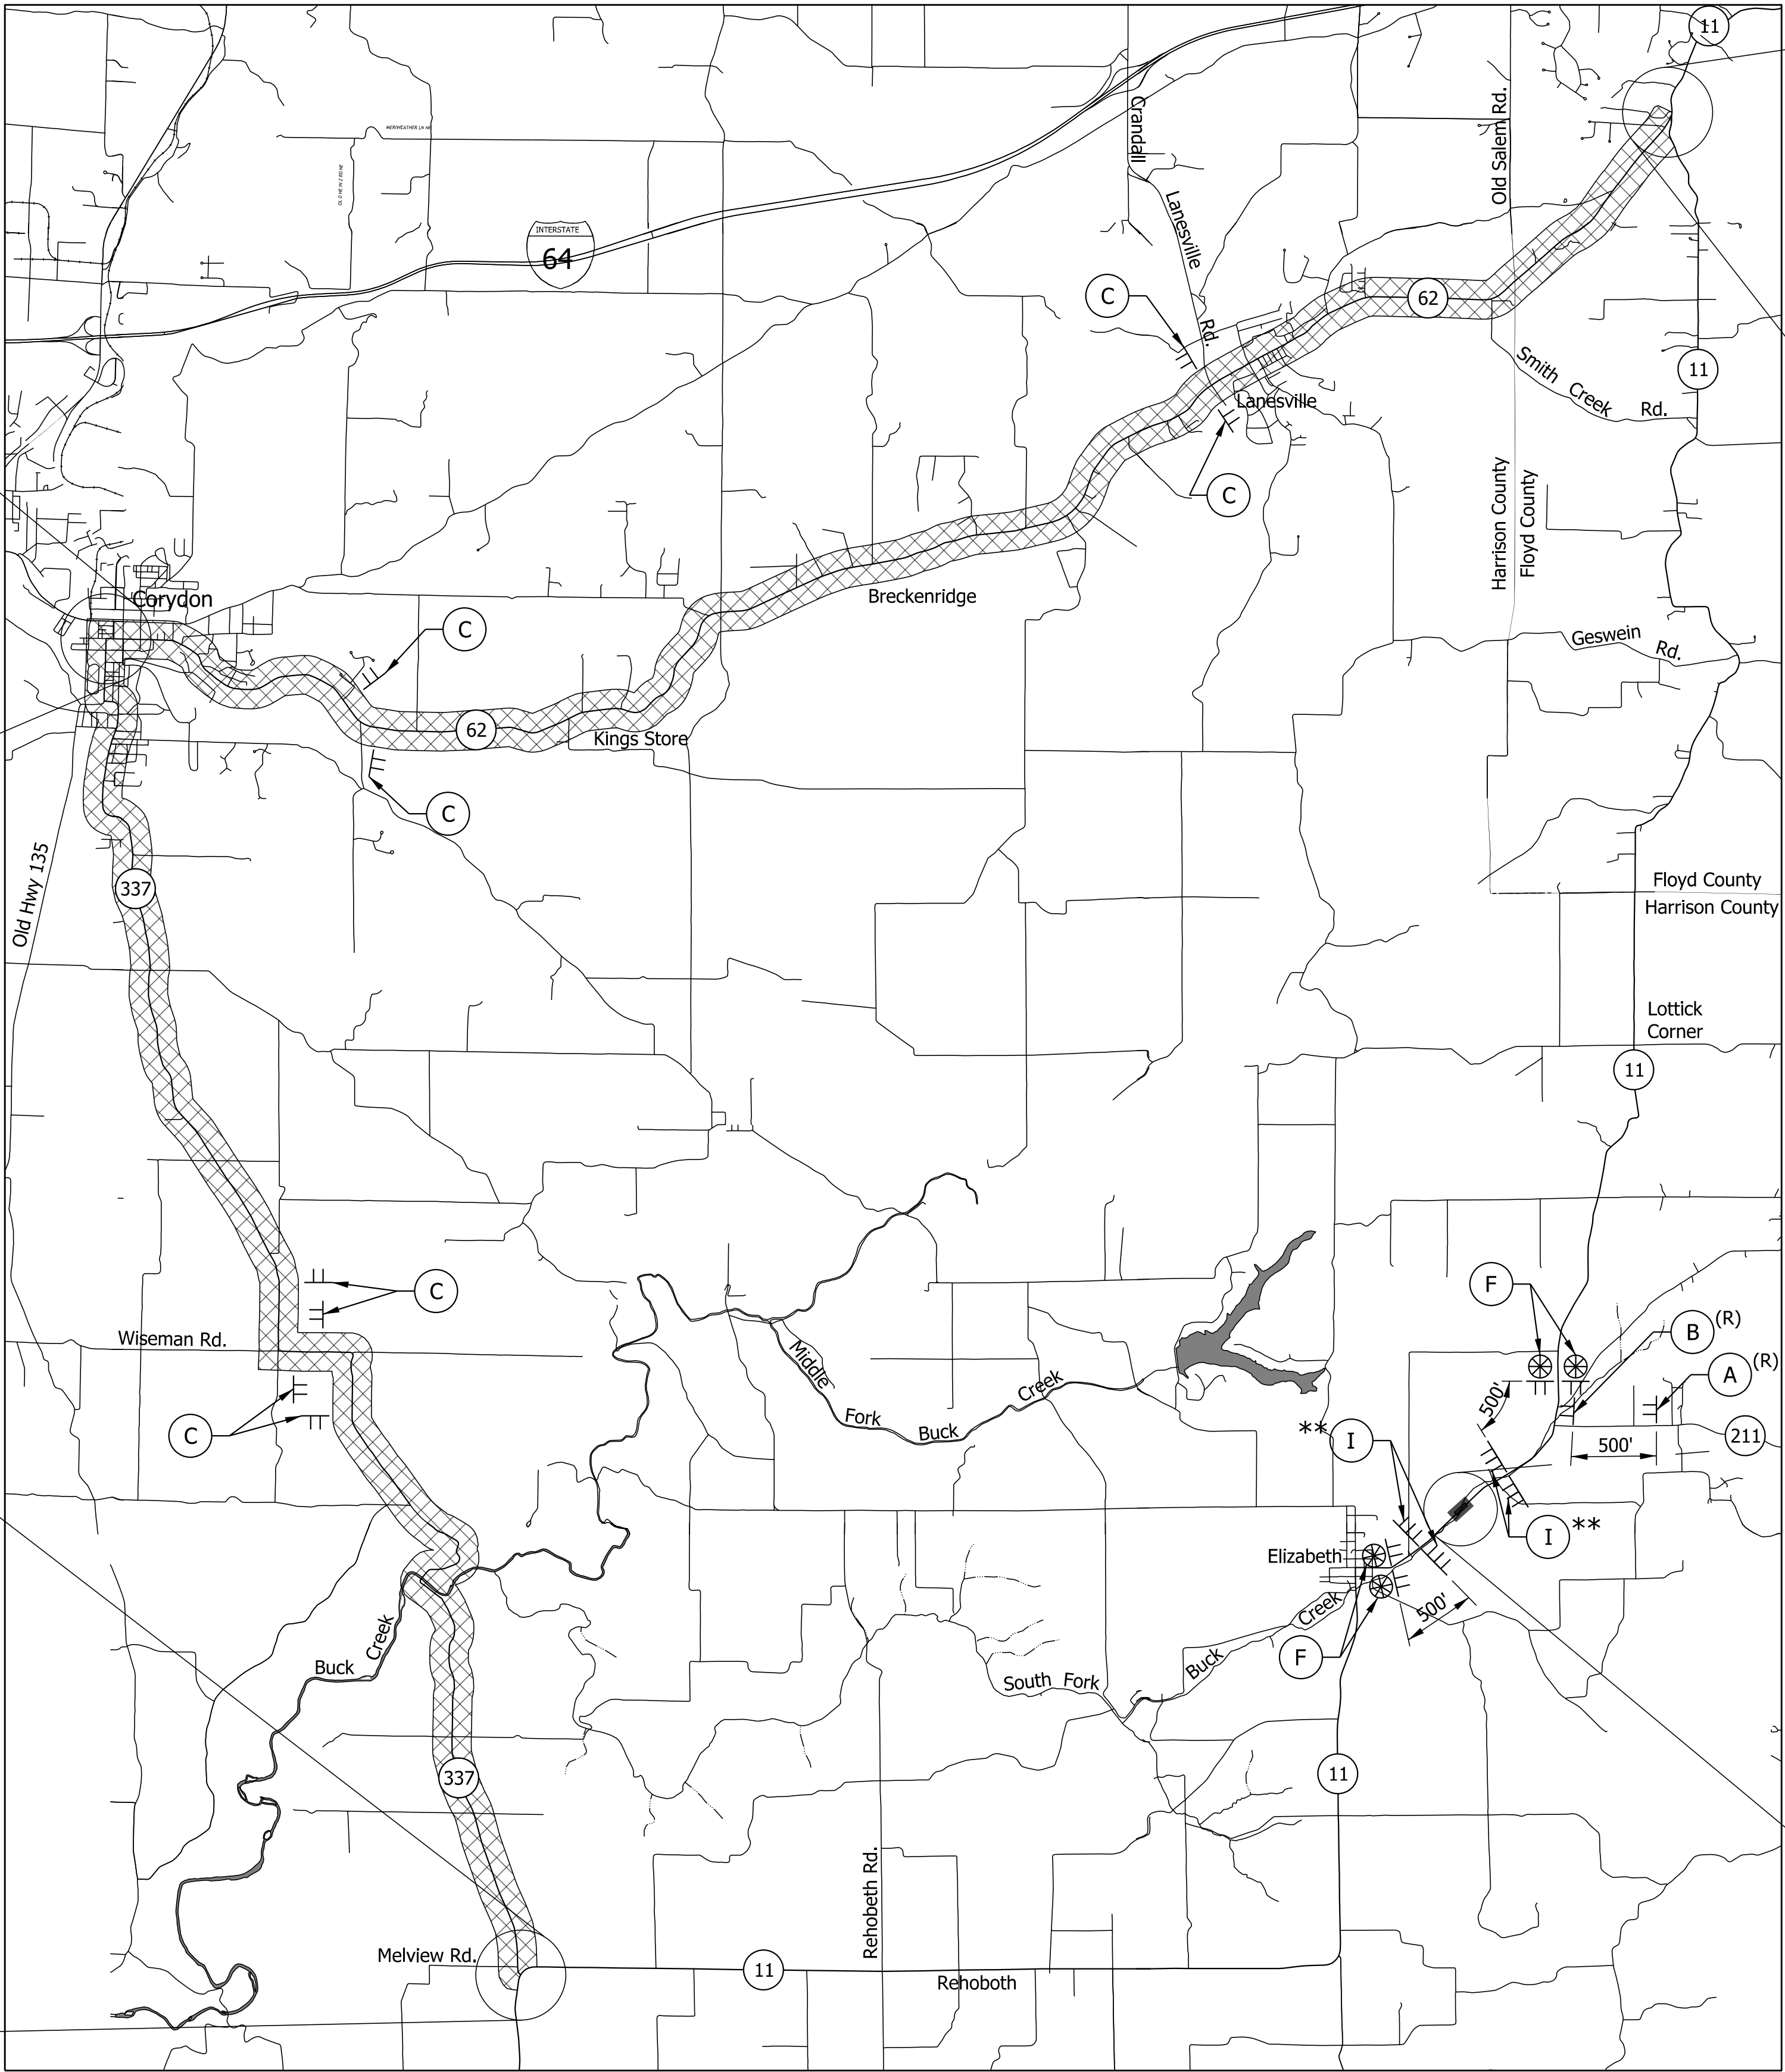 11
MERIWEATHER LN NE
Crandall
Old Salem Rd.
Lanesville
Rd.
INTERSTATE
64
C
62
11
Smith Creek Rd.
Lanesville
C
Harrison County
Floyd County
Corydon
Breckenridge
C
Geswein Rd.
62
Kings Store
C
Old Hwy 135
337
Floyd County
Harrison County
Lottick
Corner
11
C
F
B (R)
A (R)
Wiseman Rd.
Middle Fork Buck Creek
C
500'
** I
500'
211
I **
Elizabeth
500'
F
Buck Creek
South Fork Buck Creek
337
11
Rehobeth Rd.
Melview Rd.
11
Rehoboth